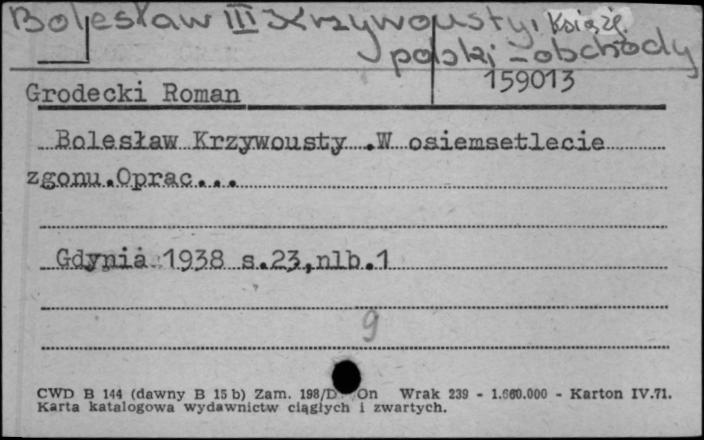 Bolesław III Krzywousty, Książę
polski - obchody
159013
Grodecki Roman
Bolesław Krzywousty .W osiemsetlecie
zgonu.Oprac...
Gdynia 1938 s.23,nlb.1
9
CWD B 144 (dawny B 15 b) Zam. 198/D On Wrak 239 - 1.660.000 - Karton IV.71.
Karta katalogowa wydawnictw ciągłych i zwartych.